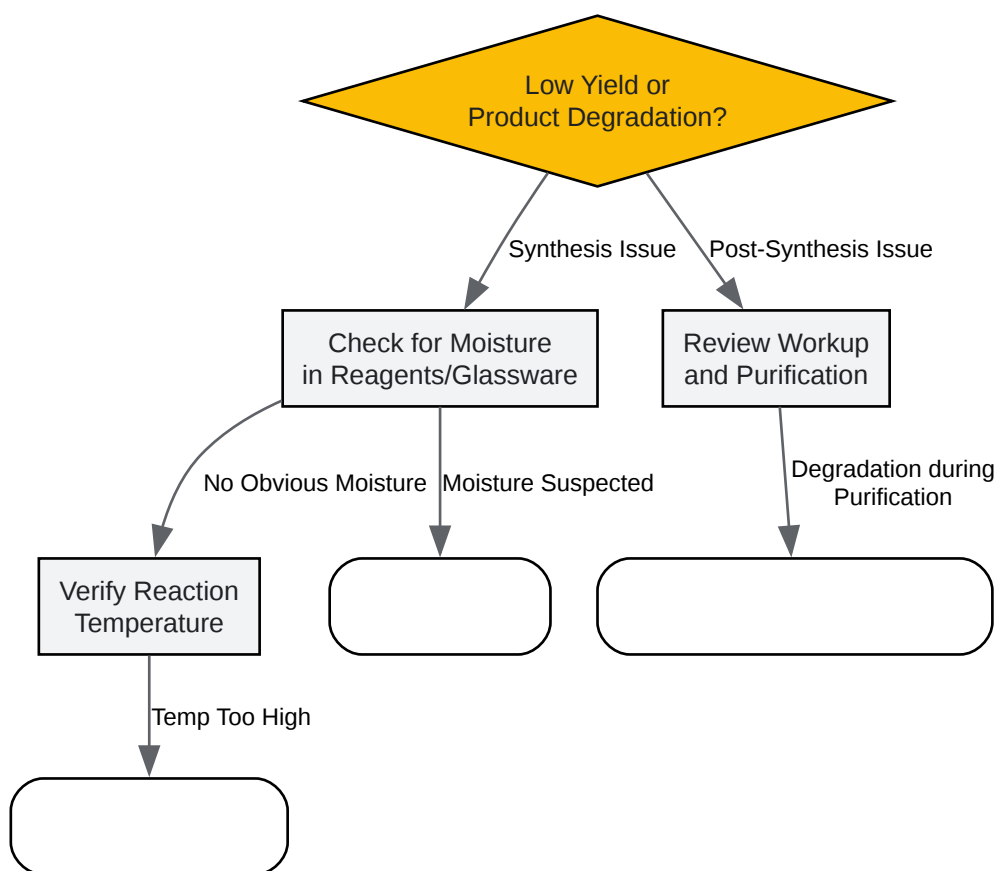 Low Yield or
Product Degradation?
Synthesis Issue
Post-Synthesis Issue
Check for Moisture
in Reagents/Glassware
Review Workup
and Purification
No Obvious Moisture
Moisture Suspected
Degradation during
Purification
Verify Reaction
Temperature
Temp Too High